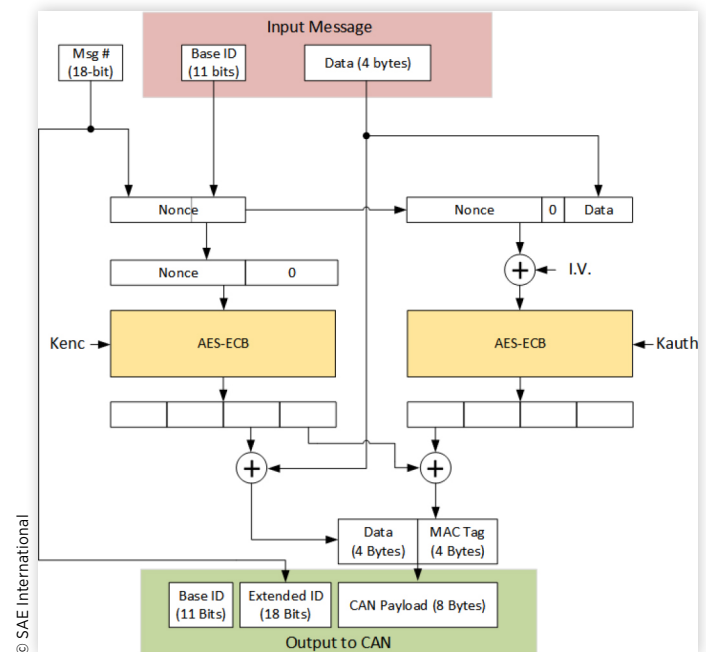 Input Message
Msg #
(18-bit)
Base ID
(11 bits)
Data (4 bytes)
Nonce
Nonce
0
Data
Nonce
0
+
I.V.
Kenc
AES-ECB
AES-ECB
Kauth
+
+
Data
(4 Bytes)
MAC Tag
(4 Bytes)
Base ID
(11 Bits)
Extended ID
(18 Bits)
CAN Payload (8 Bytes)
Output to CAN
© SAE International